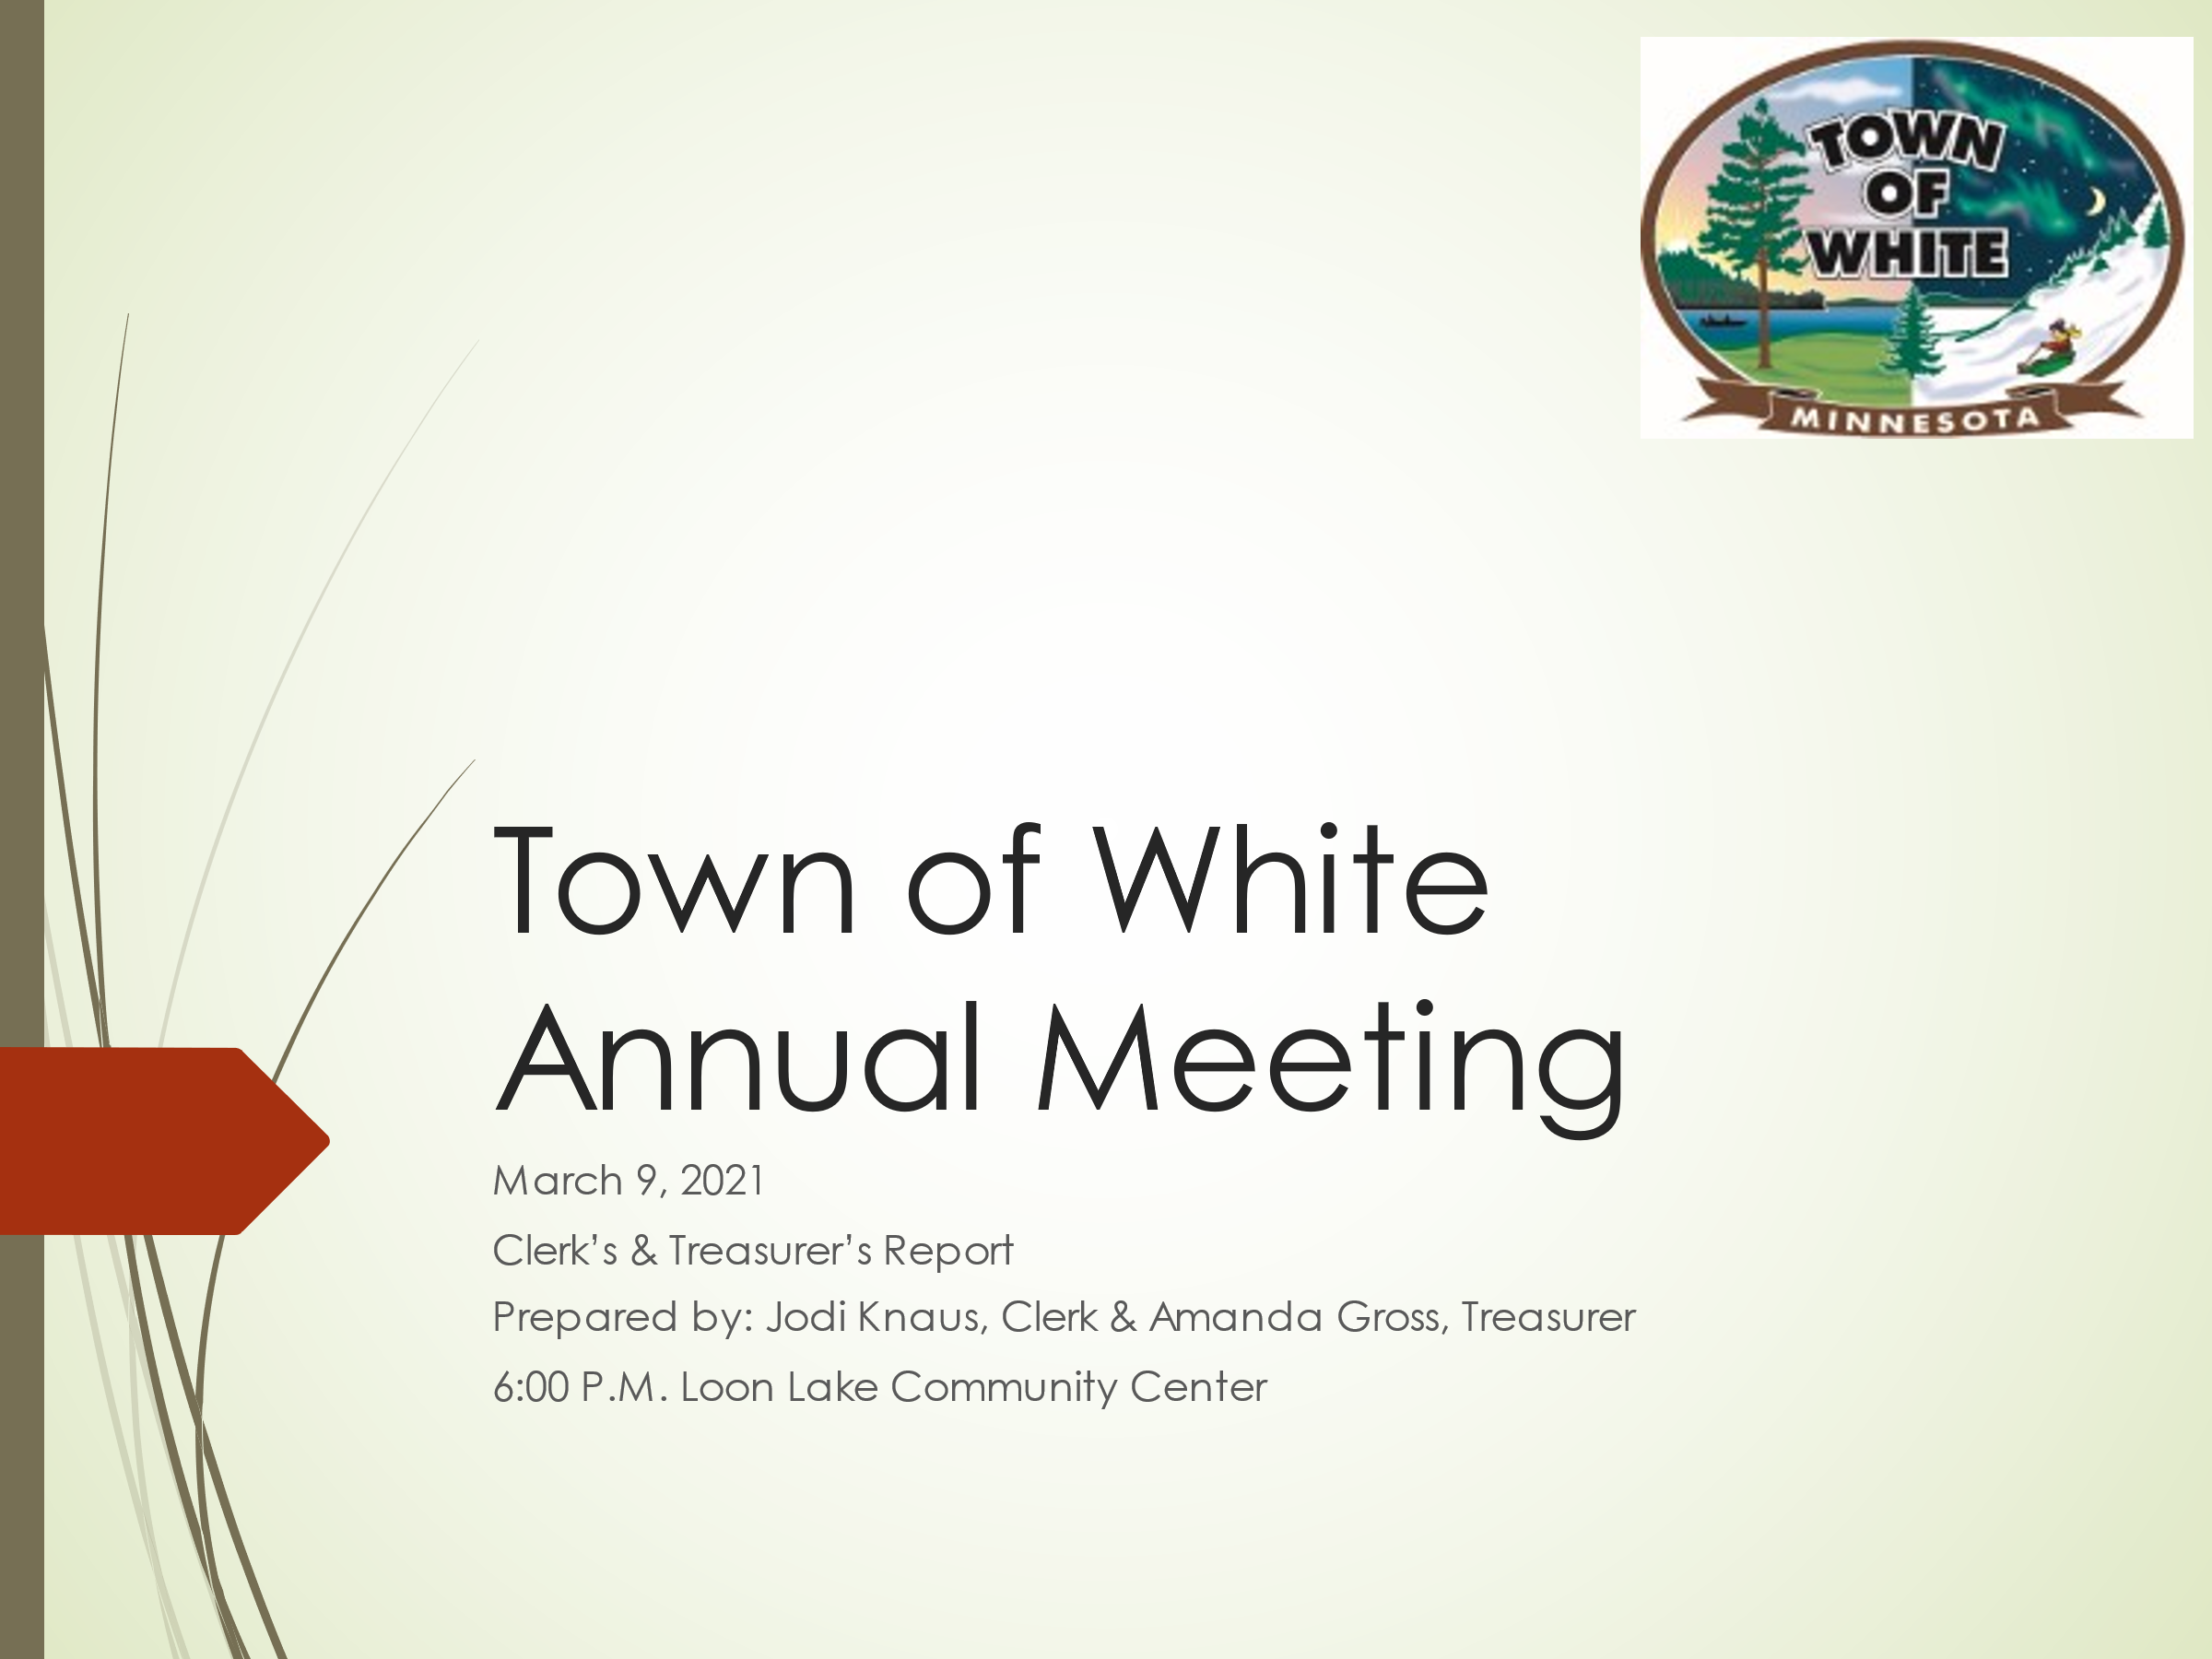 TOWN
OF
WHITE
MINNESOTA
Town of White
Annual Meeting
March 9, 2021
Clerk’s & Treasurer’s Report
Prepared by: Jodi Knaus, Clerk & Amanda Gross, Treasurer
6:00 P.M. Loon Lake Community Center